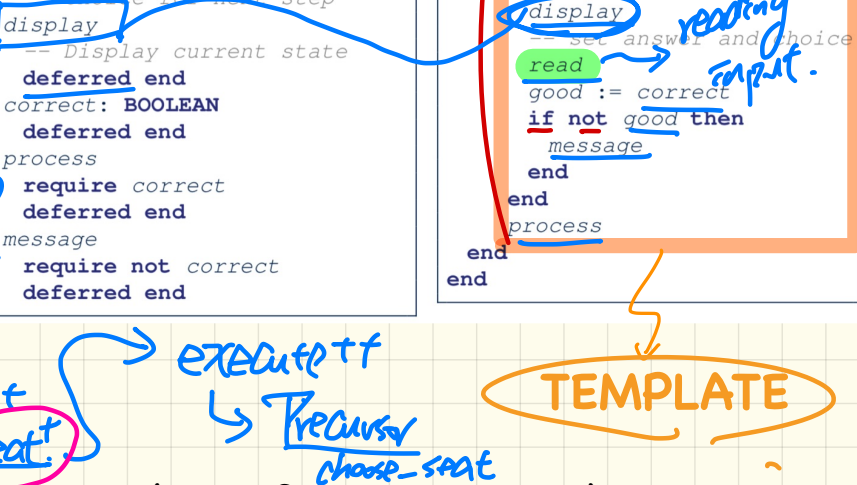 display
-- Display current state
deferred end
correct: BOOLEAN
deferred end
process
require correct
deferred end
message
require not correct
deferred end
display
-- set answer and choice
read
reading
input.
good := correct
if not good then
message
end
end
process
end
end
execute++
Precursor
choose_seat
TEMPLATE